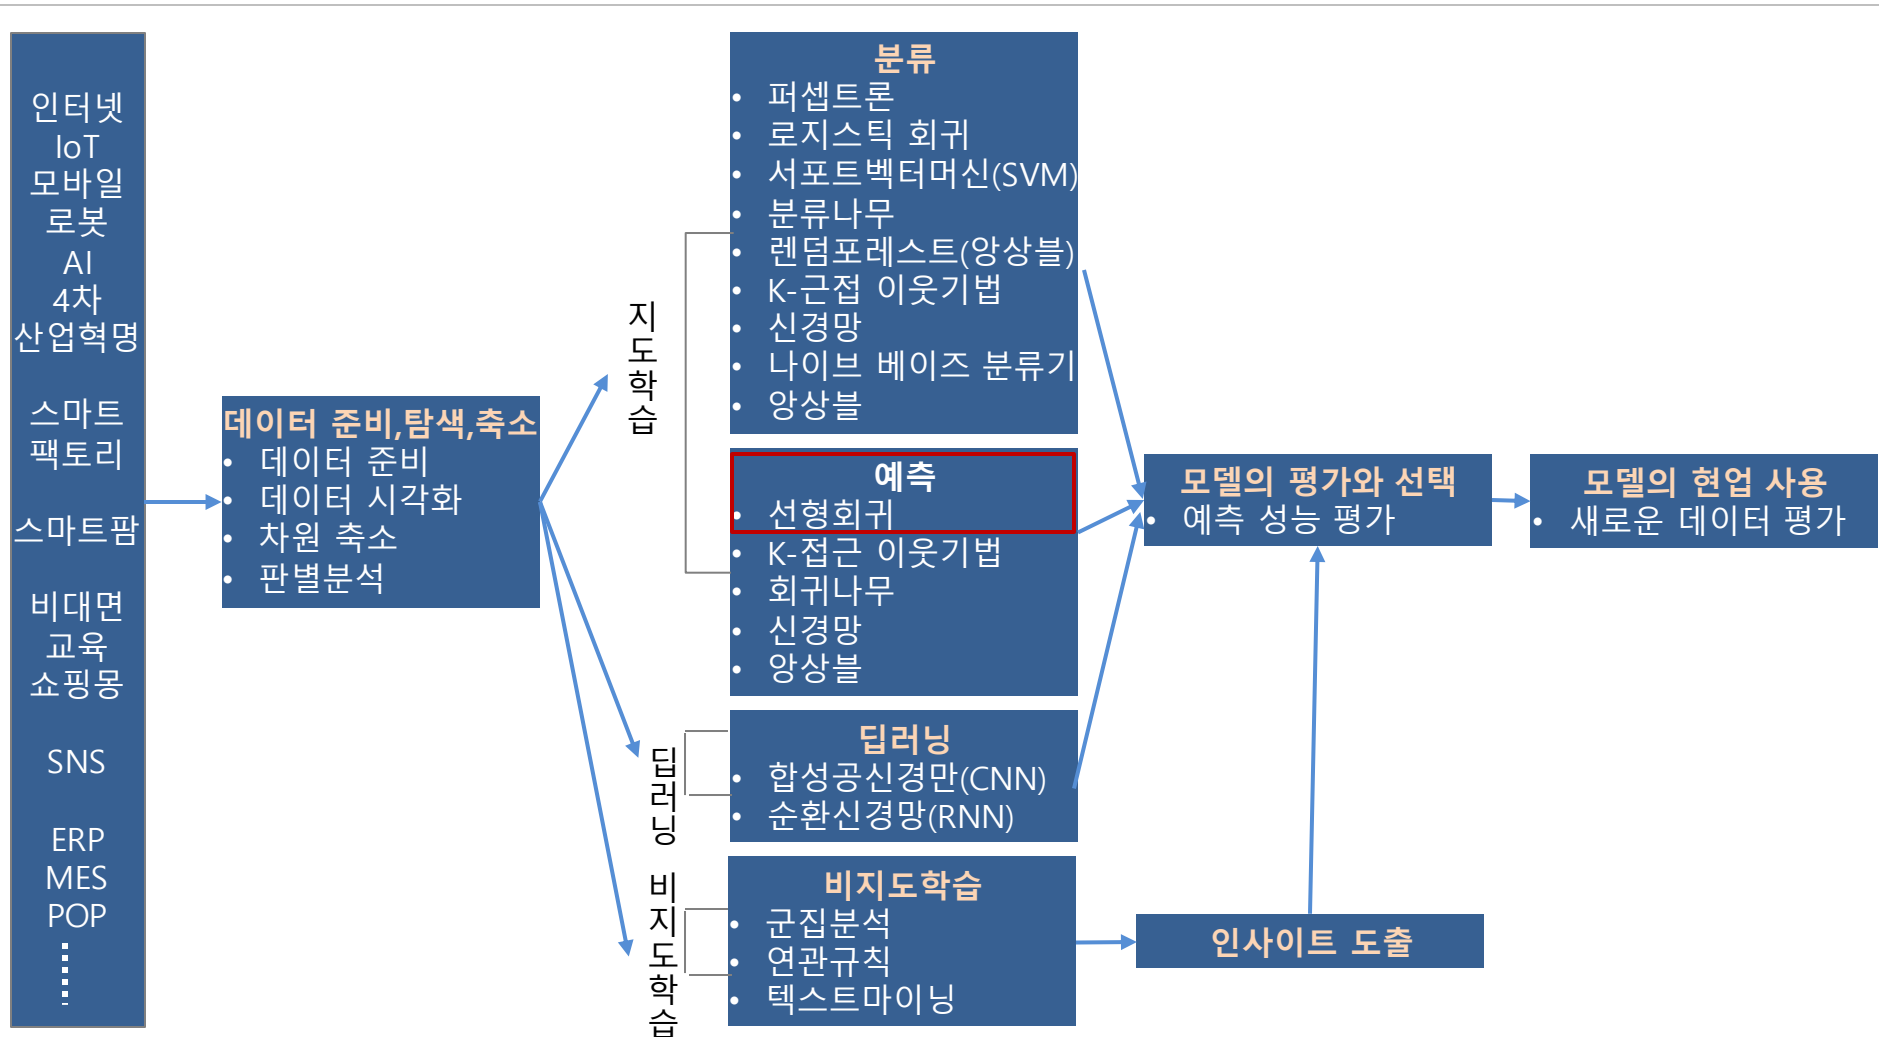 인터넷
IoT
모바일
로봇
AI
4차
산업혁명
스마트
팩토리
스마트팜
비대면
교육
쇼핑몽
SNS
ERP
MES
POP
데이터 준비,탐색,축소
• 데이터 준비
• 데이터 시각화
• 차원 축소
• 판별분석
지도학습
딥러닝
비지도학습
분류
• 퍼셉트론
• 로지스틱 회귀
• 서포트벡터머신(SVM)
• 분류나무
• 렌덤포레스트(앙상블)
• K-근접 이웃기법
• 신경망
• 나이브 베이즈 분류기
• 앙상블
예측
• 선형회귀
• K-접근 이웃기법
• 회귀나무
• 신경망
• 앙상블
딥러닝
• 합성공신경만(CNN)
• 순환신경망(RNN)
비지도학습
• 군집분석
• 연관규칙
• 텍스트마이닝
모델의 평가와 선택
• 예측 성능 평가
인사이트 도출
모델의 현업 사용
• 새로운 데이터 평가